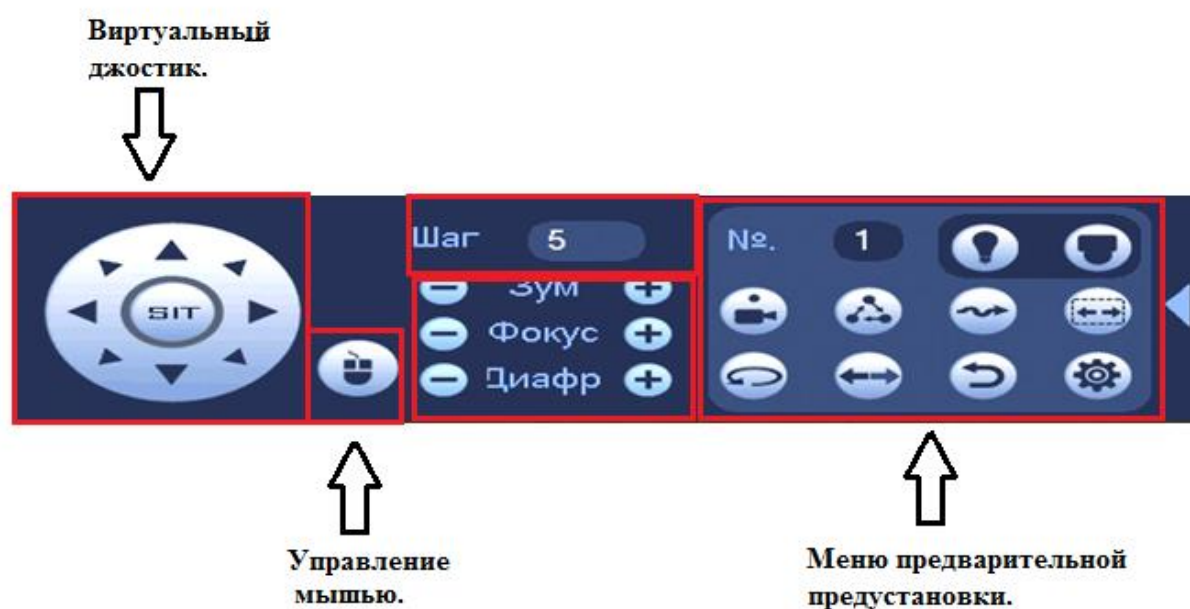 Виртуальный
джостик.
Шаг 5
№. 1
SIT
Зум
Фокус
Диафр
Управление
мышью.
Меню предварительной
предустановки.